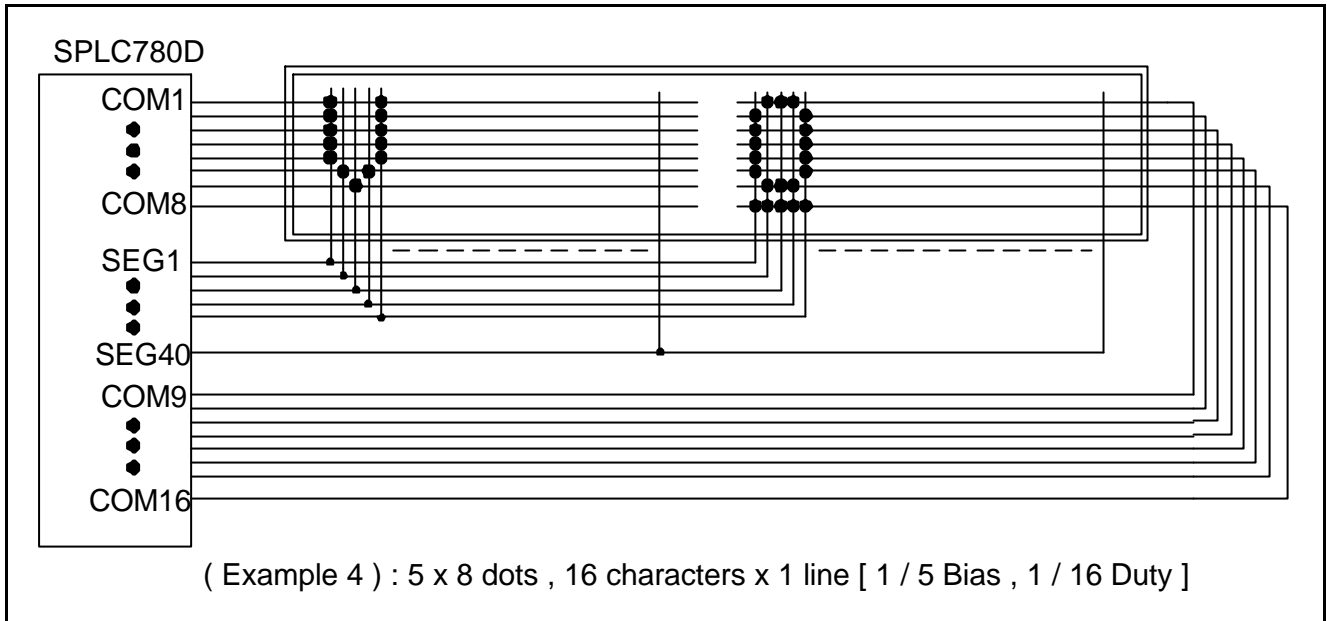 SPLC780D
COM1
COM8
SEG1
SEG40
COM9
COM16
( Example 4 ) : 5 x 8 dots , 16 characters x 1 line [ 1 / 5 Bias , 1 / 16 Duty ]